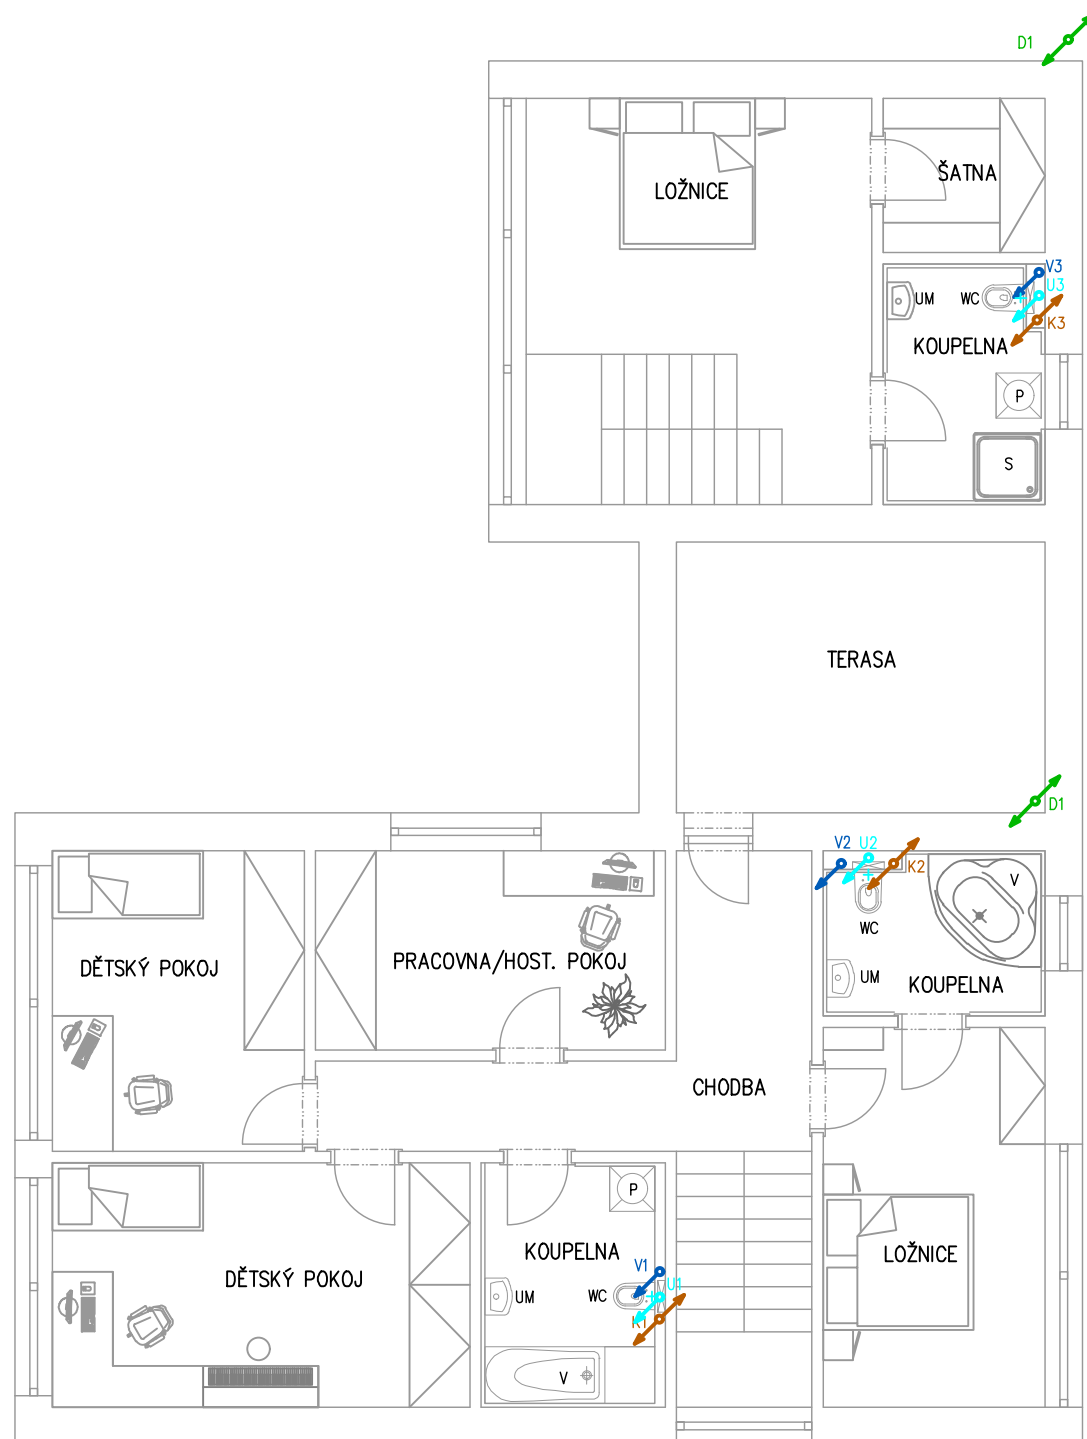 D1
ŠATNA
LOŽNICE
V3
U3
UM
WC
K3
KOUPELNA
P
S
TERASA
D1
V2
U2
K2
V
WC
PRACOVNA/HOST. POKOJ
DĚTSKÝ POKOJ
UM
KOUPELNA
CHODBA
P
KOUPELNA
LOŽNICE
V1
DĚTSKÝ POKOJ
U1
UM
WC
K1
V